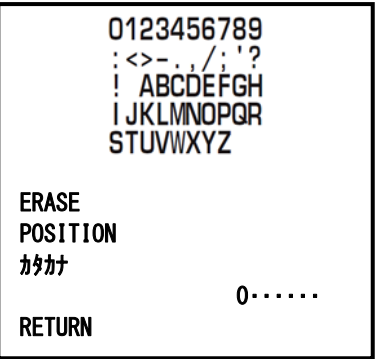 0123456789
:<>-.,/;'?
! ABCDEFGH
IJKLMNOPQR
STUVWXYZ
ERASE
POSITION
ｶﾀｶﾅ
0······
RETURN